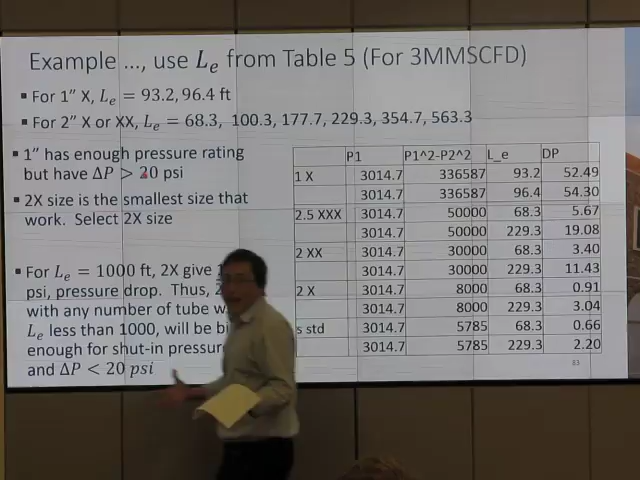 Example ..., use Lₑ from Table 5 (For 3MMSCFD)
▪ For 1” X, Lₑ = 93.2, 96.4 ft
▪ For 2” X or XX, Lₑ = 68.3, 100.3, 177.7, 229.3, 354.7, 563.3
▪ 1” has enough pressure rating
but have ΔP > 20 psi
▪ 2X size is the smallest size that
work. Select 2X size
▪ For Lₑ = 1000 ft, 2X give
psi, pressure drop. Thus,
with any number of tube
Lₑ less than 1000, will be
enough for shut-in
and ΔP < 20 psi
P1 P1^2-P2^2 L_e DP
1 X 3014.7 336587 93.2 52.49
3014.7 336587 96.4 54.30
2.5 XXX 3014.7 50000 68.3 5.67
3014.7 50000 229.3 19.08
2 XX 3014.7 30000 68.3 3.40
3014.7 30000 229.3 11.43
2 X 3014.7 8000 68.3 0.91
3014.7 8000 229.3 3.04
s std 3014.7 5785 68.3 0.66
3014.7 5785 229.3 2.20
83